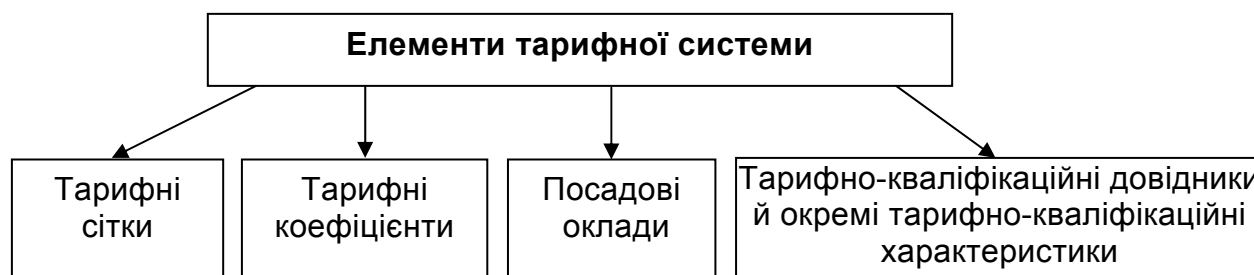 Елементи тарифної системи
Тарифні
сітки
Тарифні
коефіцієнти
Посадові
оклади
Тарифно-кваліфікаційні довідники
й окремі тарифно-кваліфікаційні
характеристики